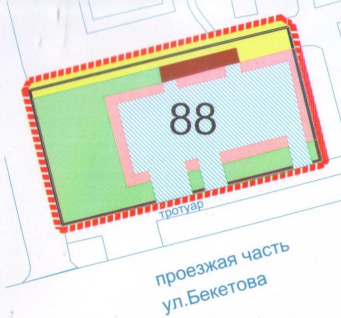 88
тротуар
проезжая часть
ул.Бекетова